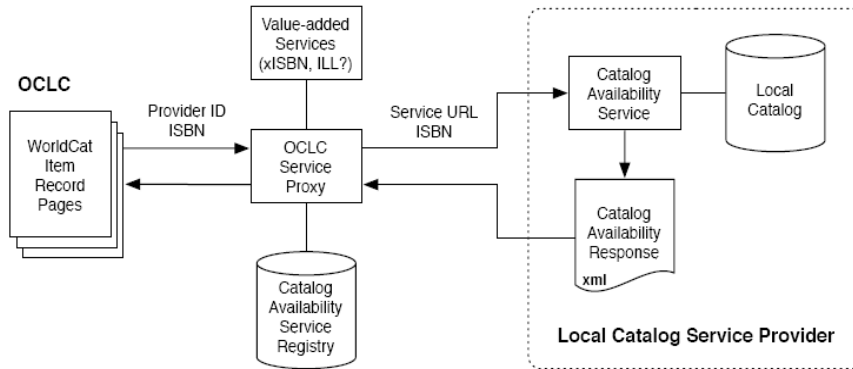 Value-added
Services
(xISBN, ILL?)
OCLC
Provider ID
ISBN
Service URL
ISBN
WorldCat
Item
Record
Pages
OCLC
Service
Proxy
Catalog
Availability
Service
Local
Catalog
Catalog
Availability
Response
xml
Catalog
Availability
Service
Registry
Local Catalog Service Provider